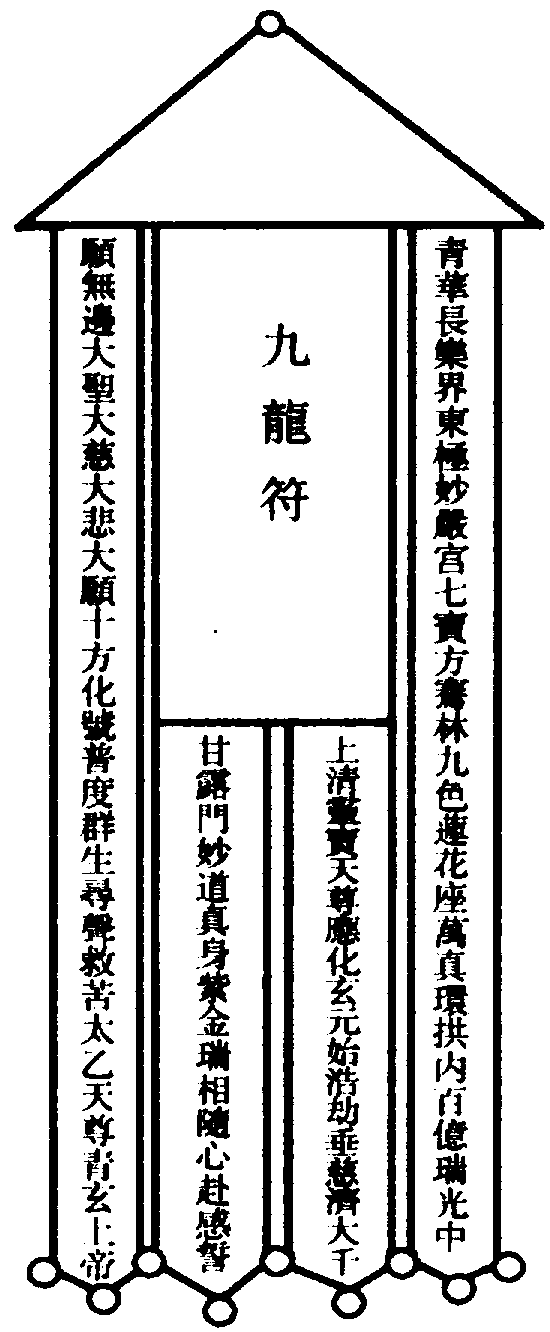 九龍符
青華長樂界東極妙嚴宫七寶方騫林九色蓮花座萬真環拱内百億瑞光中
上清靈寶天尊應化玄元始浩劫垂慈濟大千
甘露門妙道真身紫金瑞相隨心赴感誓
願無邊大聖大慈大悲大願十方化號普度群生尋聲救苦太乙天尊青玄上帝